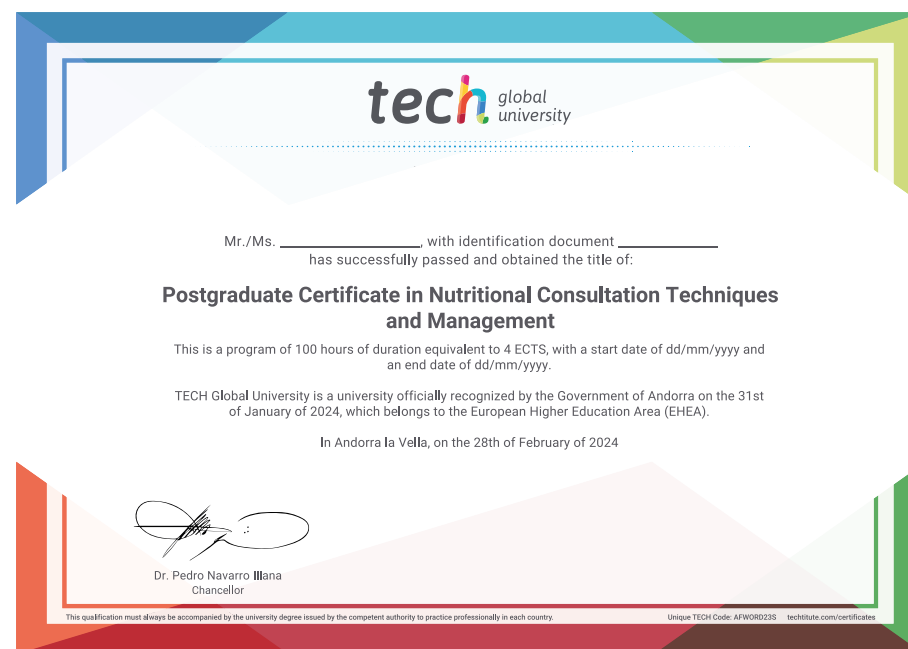 tech global university
Mr./Ms. ____________________, with identification document ______________
has successfully passed and obtained the title of:
Postgraduate Certificate in Nutritional Consultation Techniques
and Management
This is a program of 100 hours of duration equivalent to 4 ECTS, with a start date of dd/mm/yyyy and
an end date of dd/mm/yyyy.
TECH Global University is a university officially recognized by the Government of Andorra on the 31st
of January of 2024, which belongs to the European Higher Education Area (EHEA).
In Andorra la Vella, on the 28th of February of 2024
Dr. Pedro Navarro Illana
Chancellor
This qualification must always be accompanied by the university degree issued by the competent authority to practice professionally in each country.
Unique TECH Code: AFWORD23S techtitute.com/certificates